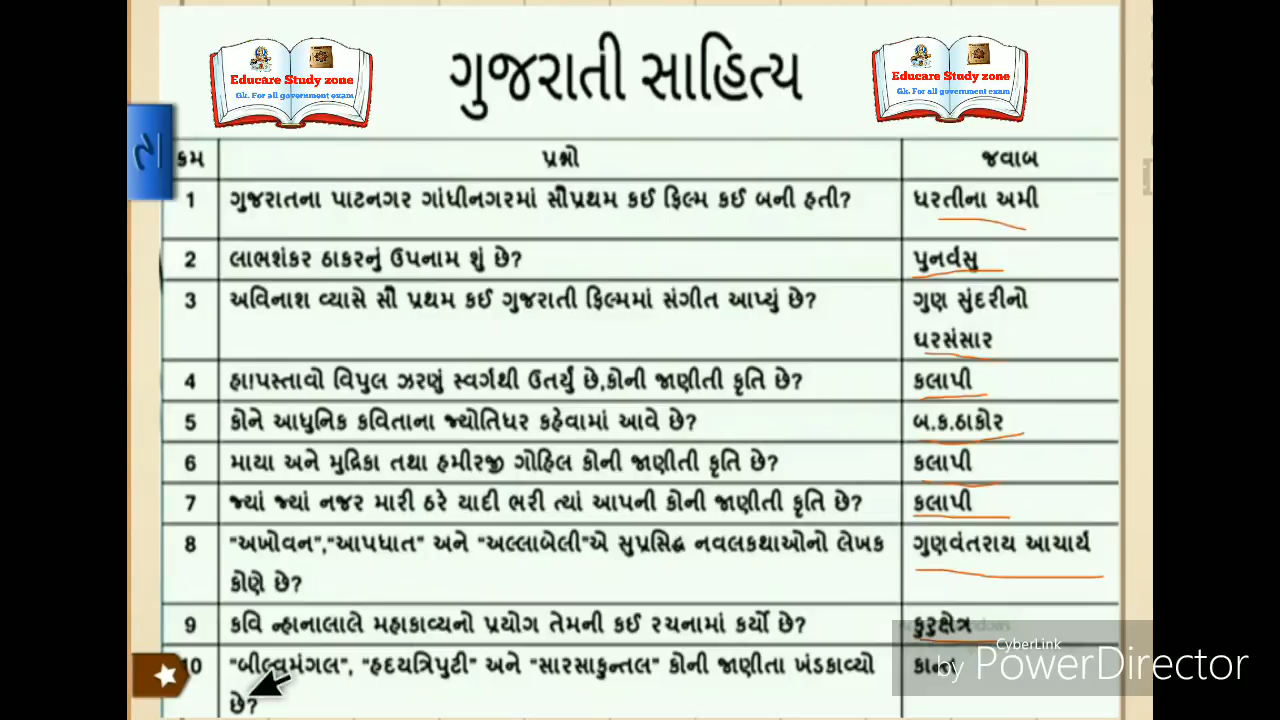 Educare Study zone
Gk. For all government exam
ગુજરાતી સાહિત્ય
Educare Study zone
Gk. For all government exam
ક્મ પ્રશ્નો જવાબ
1 ગુજરાતના પાટનગર ગાંધીનગરમાં સૌપ્રથમ કઈ ફિલ્મ કઈ બની હતી? ધરતીના અમી
2 લાભશંકર ઠાકરનું ઉપનામ શું છે? પુનર્વસુ
3 અવિનાશ વ્યાસે સૌ પ્રથમ કઈ ગુજરાતી ફિલ્મમાં સંગીત આપ્યું છે? ગુણ સુંદરીનો
ઘરસંસાર
4 હા!પસ્તાવો વિપુલ ઝરણું સ્વર્ગથી ઉતર્યું છે,કોની જાણીતી કૃતિ છે? કલાપી
5 કોને આધુનિક કવિતાના જ્યોતિધર કહેવામાં આવે છે? બ.ક.ઠાકોર
6 માયા અને મુદ્રિકા તથા હમીરજી ગોહિલ કોની જાણીતી કૃતિ છે? કલાપી
7 જ્યાં જ્યાં નજર મારી ઠરે યાદી ભરી ત્યાં આપની કોની જાણીતી કૃતિ છે? કલાપી
8 “અખોવન”,“આપઘાત” અને “અલ્લાબેલી”એ સુપ્રસિદ્ધ નવલકથાઓનો લેખક ગુણવંતરાય આચાર્ય
કોણે છે?
9 કવિ ન્હાનાલાલે મહાકાવ્યનો પ્રયોગ તેમની કઈ રચનામાં કર્યો છે? કુરુક્ષેત્ર
10 “બીલ્વમંગલ”, “હદયત્રિપુટી” અને “સારસાકુન્તલ” કોની જાણીતા ખંડકાવ્યો
છે?
CyberLink
by PowerDirector